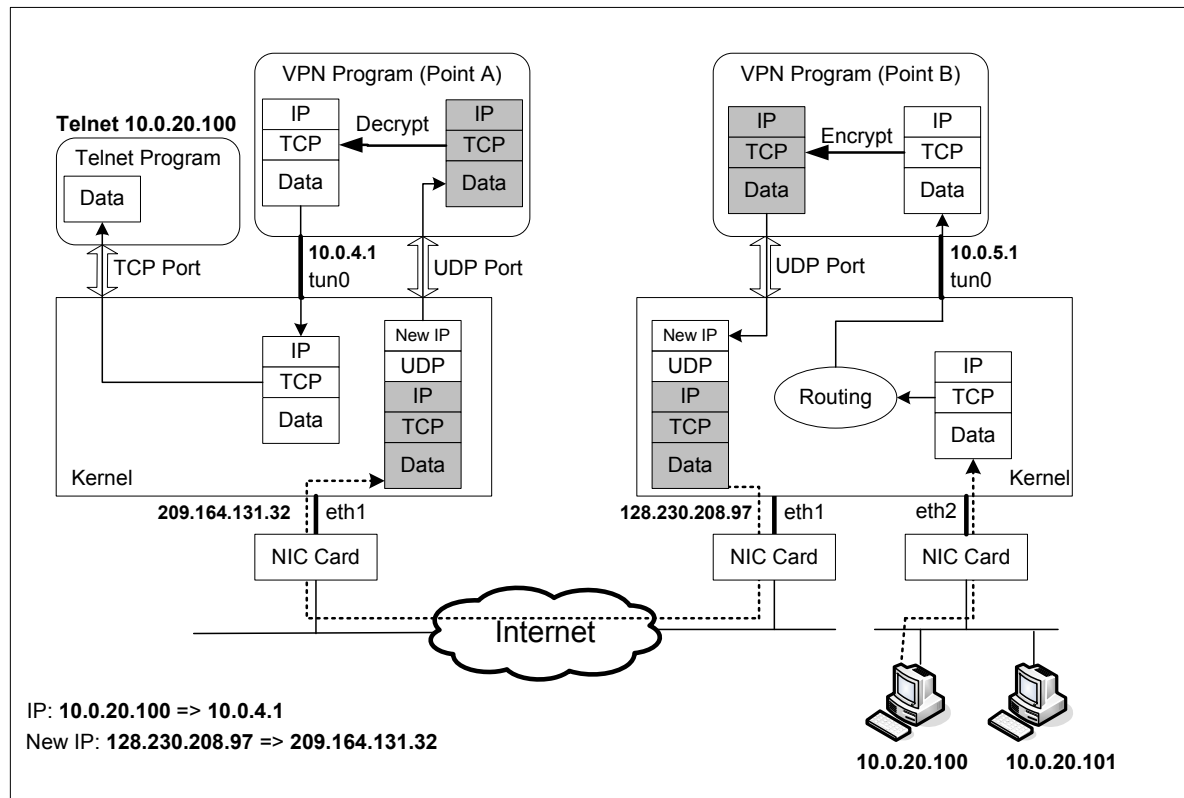 VPN Program (Point A)
IP
TCP
Data
Decrypt
IP
TCP
Data
Telnet 10.0.20.100
Telnet Program
Data
TCP Port
10.0.4.1
tun0
UDP Port
IP
TCP
Data
New IP
UDP
IP
TCP
Data
Kernel
209.164.131.32
eth1
NIC Card
VPN Program (Point B)
IP
TCP
Data
Encrypt
IP
TCP
Data
UDP Port
10.0.5.1
tun0
New IP
UDP
IP
TCP
Data
Routing
IP
TCP
Data
Kernel
128.230.208.97
eth1
eth2
NIC Card
NIC Card
Internet
IP: 10.0.20.100 => 10.0.4.1
New IP: 128.230.208.97 => 209.164.131.32
10.0.20.100
10.0.20.101